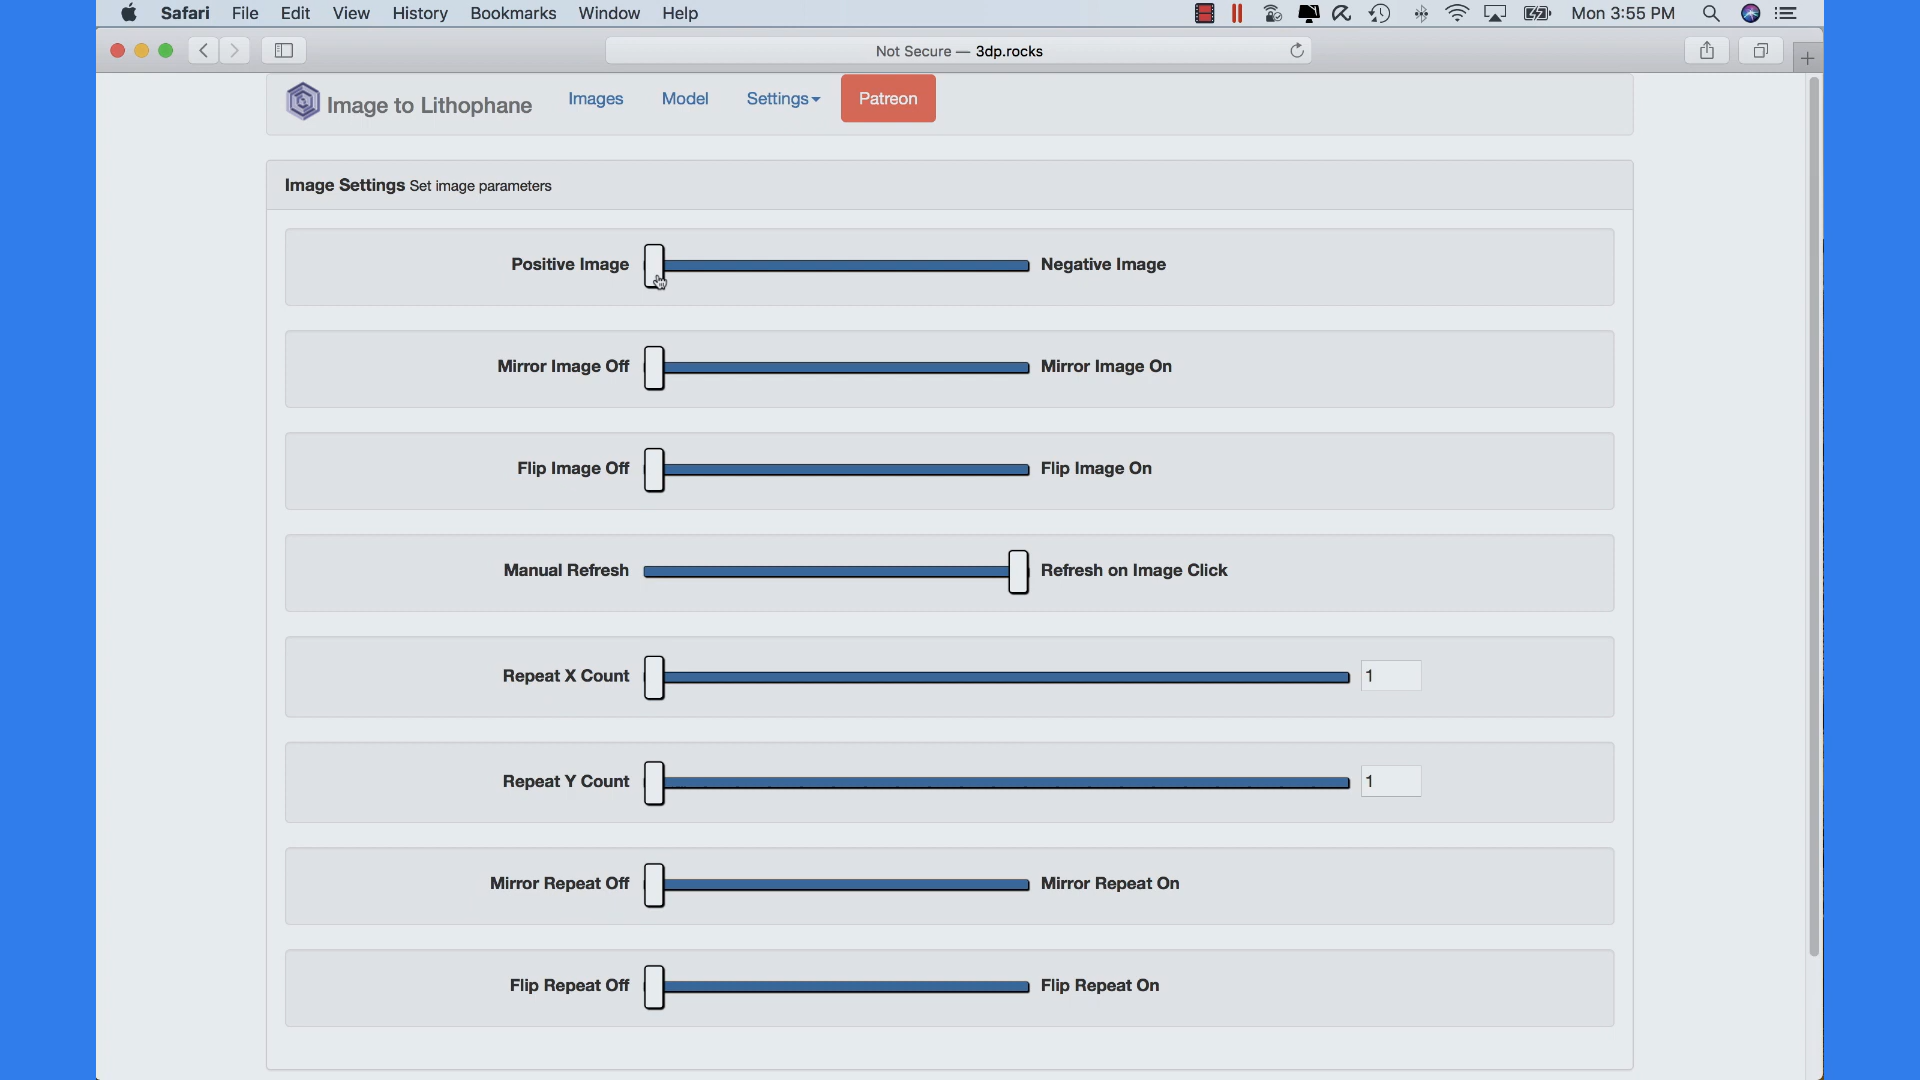 Safari File Edit View History Bookmarks Window Help Mon 3:55 PM
Not Secure — 3dp.rocks
Image to Lithophane Images Model Settings Patreon
Image Settings Set image parameters
Positive Image Negative Image
Mirror Image Off Mirror Image On
Flip Image Off Flip Image On
Manual Refresh Refresh on Image Click
Repeat X Count 1
Repeat Y Count 1
Mirror Repeat Off Mirror Repeat On
Flip Repeat Off Flip Repeat On